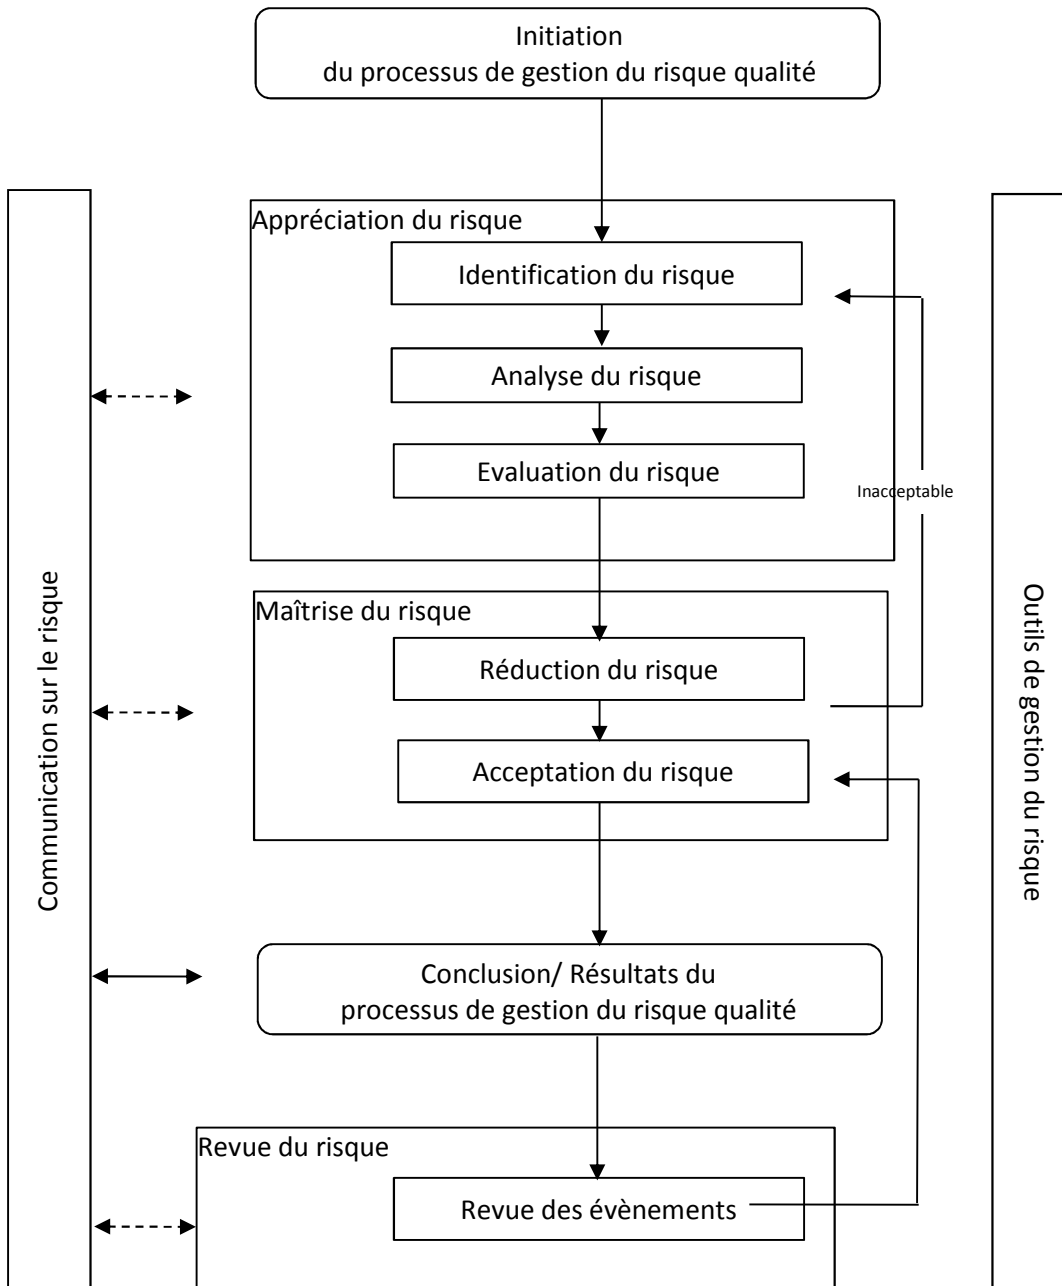 Initiation
du processus de gestion du risque qualité
Appréciation du risque
Identification du risque
Analyse du risque
Evaluation du risque
Inacceptable
Maîtrise du risque
Réduction du risque
Acceptation du risque
Communication sur le risque
Outils de gestion du risque
Conclusion/ Résultats du
processus de gestion du risque qualité
Revue du risque
Revue des évènements